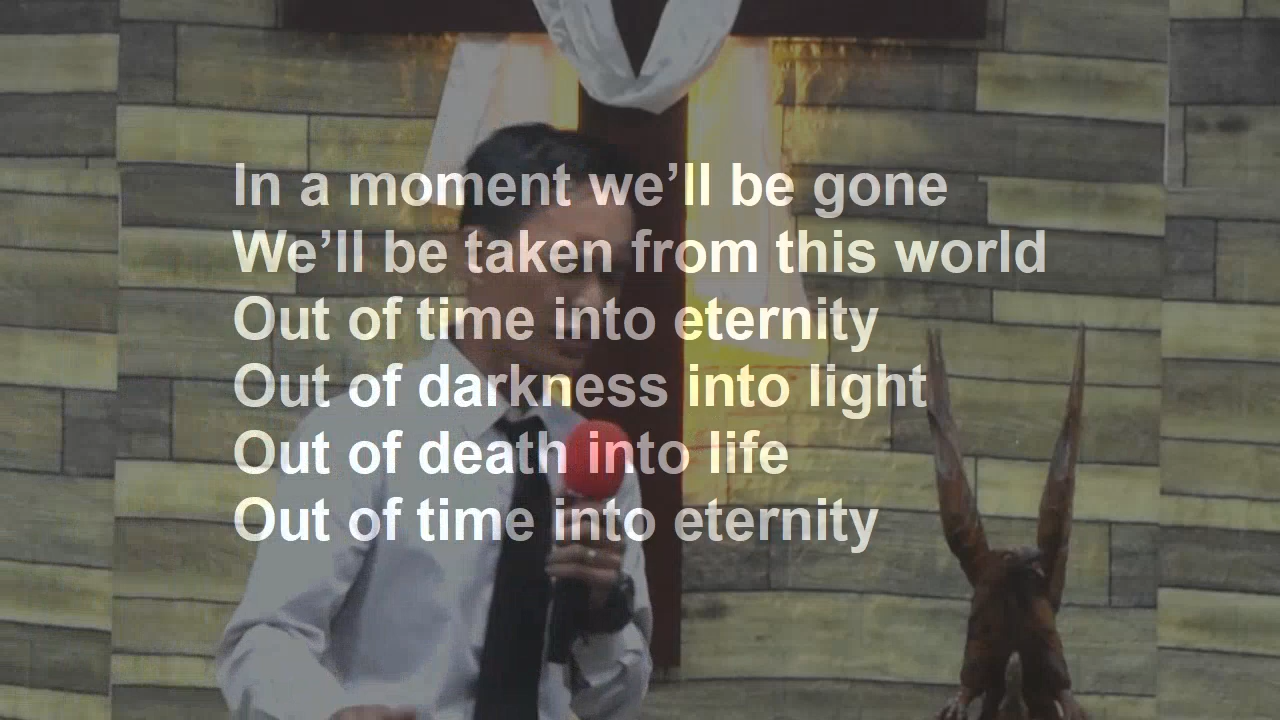 In a moment we’ll be gone
We’ll be taken from this world
Out of time into eternity
Out of darkness into light
Out of death into life
Out of time into eternity